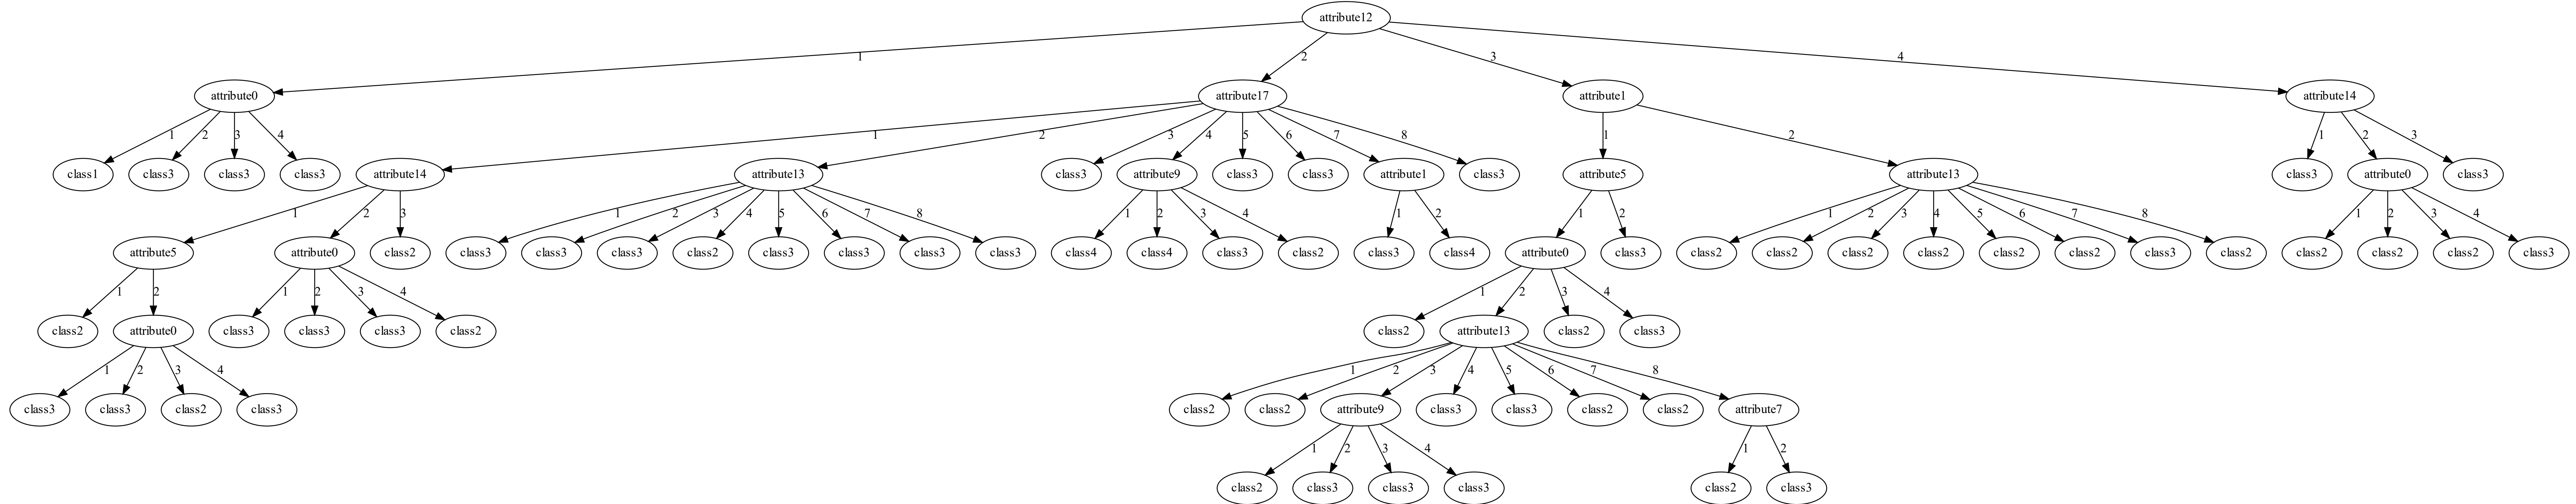 attribute12
1 2 3 4
attribute0 attribute17 attribute1 attribute14
1 2 3 4 1 2 3 4 5 6 7 8 1 2 1 2 3
class1 class3 class3 class3 attribute14 attribute13 class3 attribute9 class3 class3 attribute1 class3 attribute5 attribute13 class3 attribute0 class3
1 2 3 1 2 3 4 5 6 7 8 1 2 3 4 1 2 1 2 1 2 3 4 5 6 7 8 1 2 3 4
attribute5 attribute0 class2 class3 class3 class3 class2 class3 class3 class3 class3 class4 class4 class3 class2 class3 class4 attribute0 class3 class2 class2 class2 class2 class2 class2 class3 class2 class2 class2 class2 class3
1 2 1 2 3 4 1 2 3 4
class2 attribute0 class3 class3 class3 class2 class2 attribute13 class2 class3
1 2 3 4 1 2 3 4 5 6 7 8
class3 class3 class2 class3 class2 class2 attribute9 class3 class3 class2 class2 attribute7
1 2 3 4 1 2
class2 class3 class3 class3 class2 class3